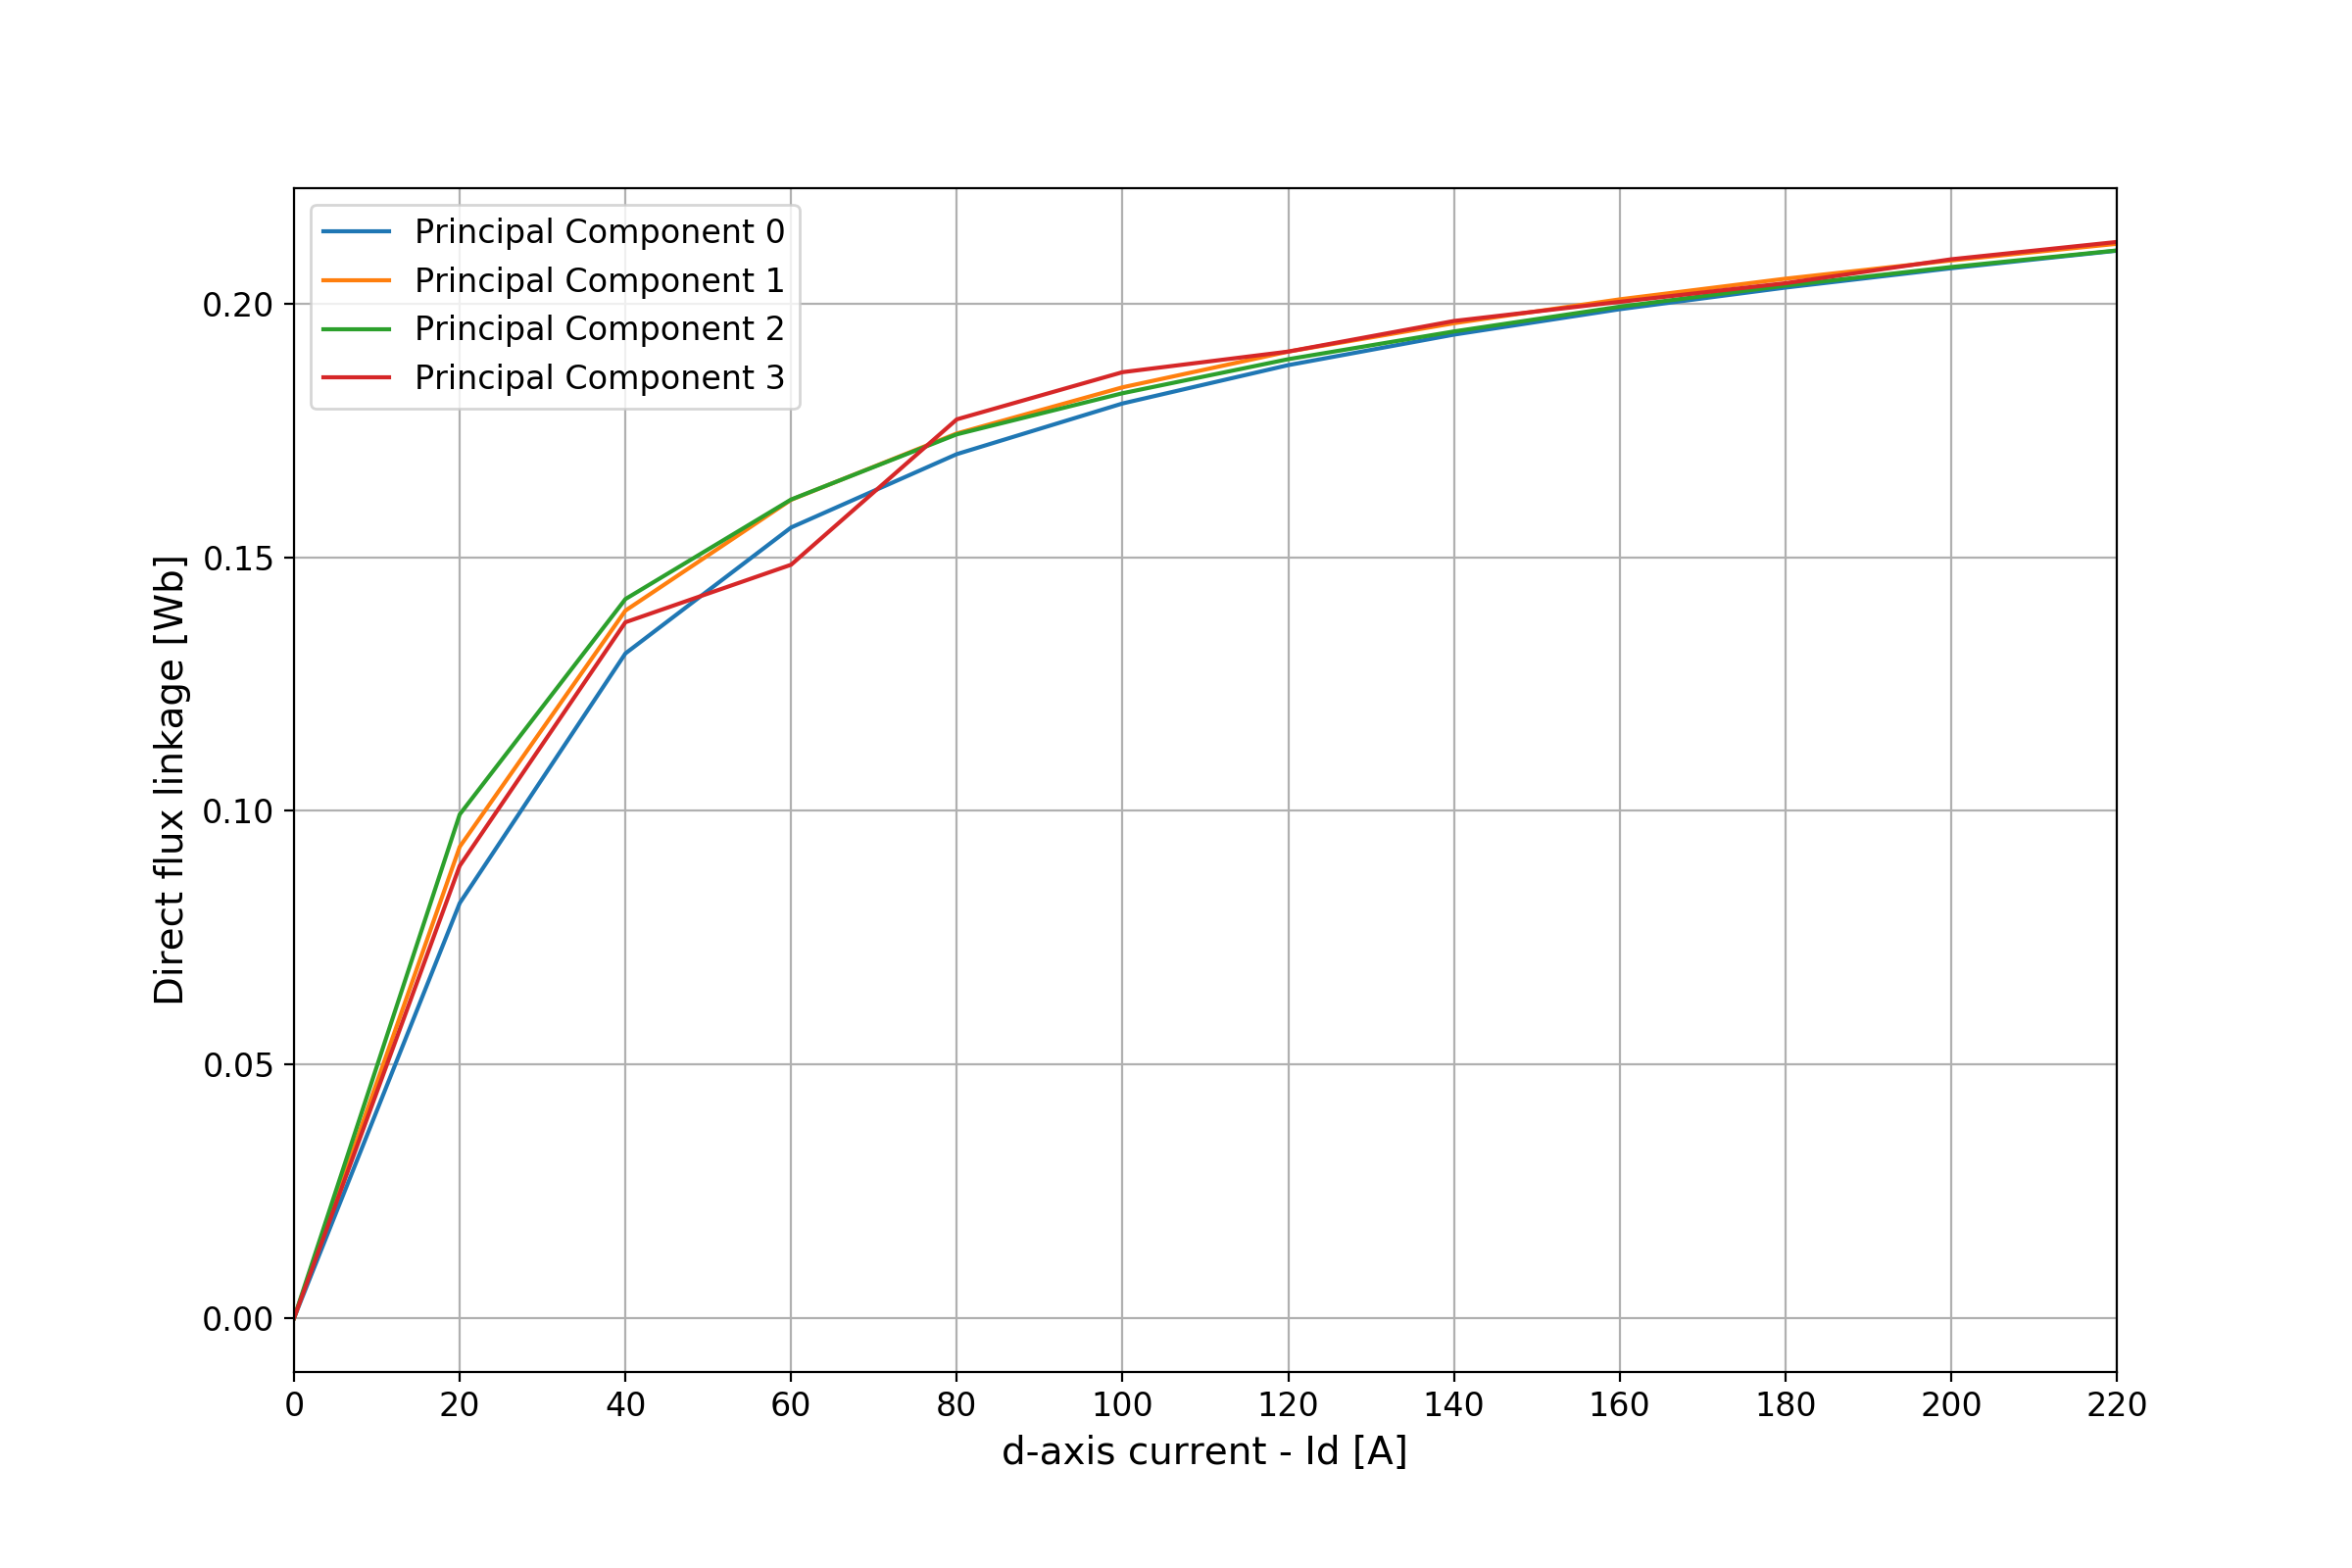 Principal Component 0
Principal Component 1
Principal Component 2
Principal Component 3
0.20
0.15
0.10
0.05
0.00
Direct flux linkage [Wb]
0 20 40 60 80 100 120 140 160 180 200 220
d-axis current - Id [A]